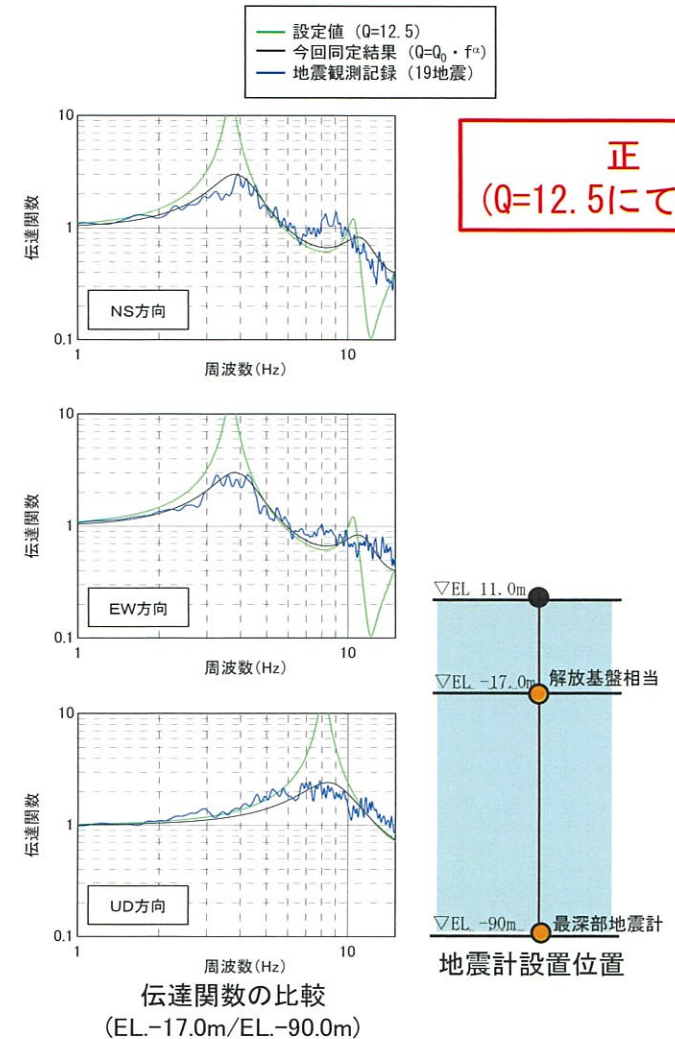 設定値 (Q=12.5)
今回同定結果 (Q=Q₀・fᵅ)
地震観測記録 (19地震)
正
(Q=12.5にて
10
1
0.1
伝達関数
NS方向
1
10
周波数(Hz)
10
1
0.1
伝達関数
EW方向
1
10
周波数(Hz)
10
1
0.1
伝達関数
UD方向
1
10
周波数(Hz)
伝達関数の比較
(EL.-17.0m/EL.-90.0m)
▽EL 11.0m
▽EL -17.0m 解放基盤相当
▽EL -90m 最深部地震計
地震計設置位置